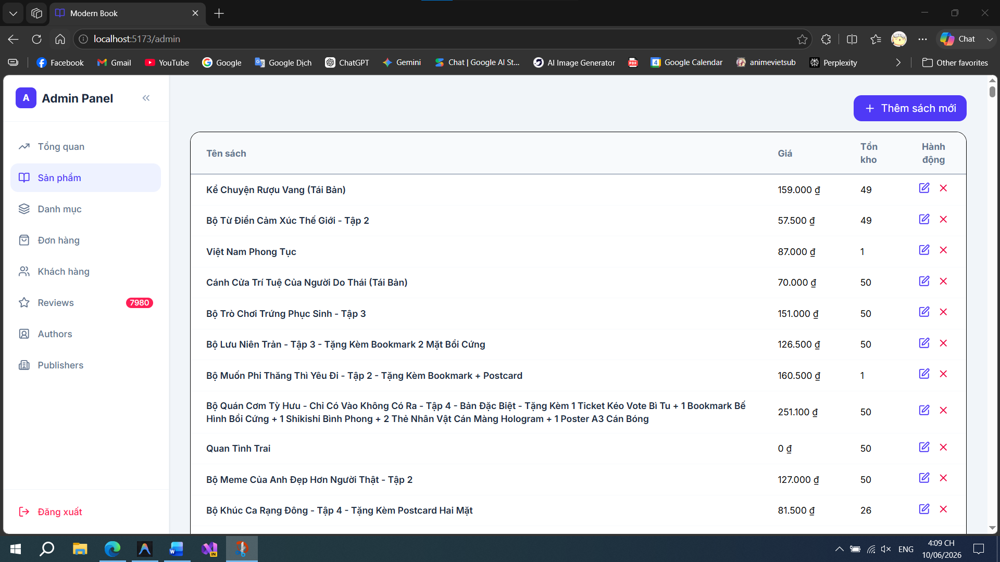 Modern Book
localhost:5173/admin
Chat
Facebook
Gmail
YouTube
Google
Google Dịch
ChatGPT
Gemini
Chat | Google AI St...
AI Image Generator
PDF
4
Google Calendar
animevietsub
Perplexity
Other favorites
A
Admin Panel
Thêm sách mới
Tổng quan
Sản phẩm
Danh mục
Đơn hàng
Khách hàng
Reviews 7980
Authors
Publishers
Đăng xuất
Tên sách Giá Tồn kho Hành động
Kể Chuyện Rượu Vang (Tái Bản) 159.000 ₫ 49
Bộ Từ Điển Cảm Xúc Thế Giới - Tập 2 57.500 ₫ 49
Việt Nam Phong Tục 87.000 ₫ 1
Cánh Cửa Trí Tuệ Của Người Do Thái (Tái Bản) 70.000 ₫ 50
Bộ Trò Chơi Trứng Phục Sinh - Tập 3 151.000 ₫ 50
Bộ Lưu Niên Trản - Tập 3 - Tặng Kèm Bookmark 2 Mặt Bồi Cứng 126.500 ₫ 50
Bộ Muốn Phi Thăng Thì Yêu Đi - Tập 2 - Tặng Kèm Bookmark + Postcard 160.500 ₫ 1
Bộ Quán Cơm Tỳ Hưu - Chỉ Có Vào Không Có Ra - Tập 4 - Bản Đặc Biệt - Tặng Kèm 1 Ticket Kéo Vote Bì Tu + 1 Bookmark Bế
Hình Bồi Cứng + 1 Shikishi Bình Phong + 2 Thẻ Nhân Vật Cán Màng Hologram + 1 Poster A3 Cán Bóng 251.100 ₫ 50
Quan Tình Trai 0 ₫ 50
Bộ Meme Của Anh Đẹp Hơn Người Thật - Tập 2 127.000 ₫ 50
Bộ Khúc Ca Rạng Đông - Tập 4 - Tặng Kèm Postcard Hai Mặt 81.500 ₫ 26
W
IN
ENG
4:09 CH
10/06/2026